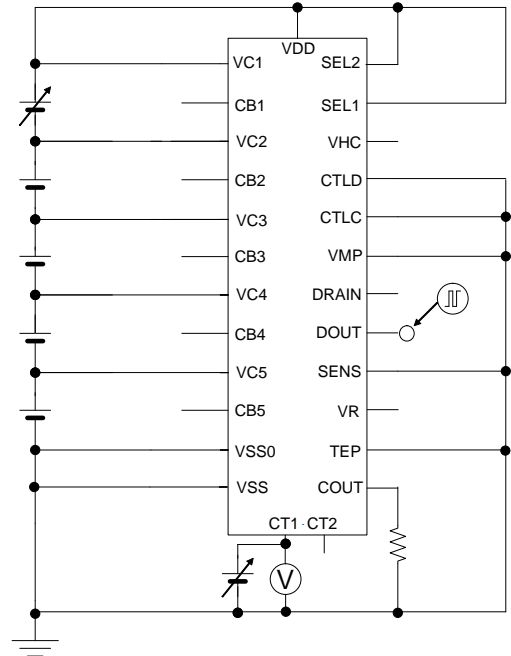 VDD
VC1
CB1
VC2
CB2
VC3
CB3
VC4
CB4
VC5
CB5
VSS0
VSS
SEL2
SEL1
VHC
CTLD
CTLC
VMP
DRAIN
DOUT
SENS
VR
TEP
COUT
CT1 CT2
V